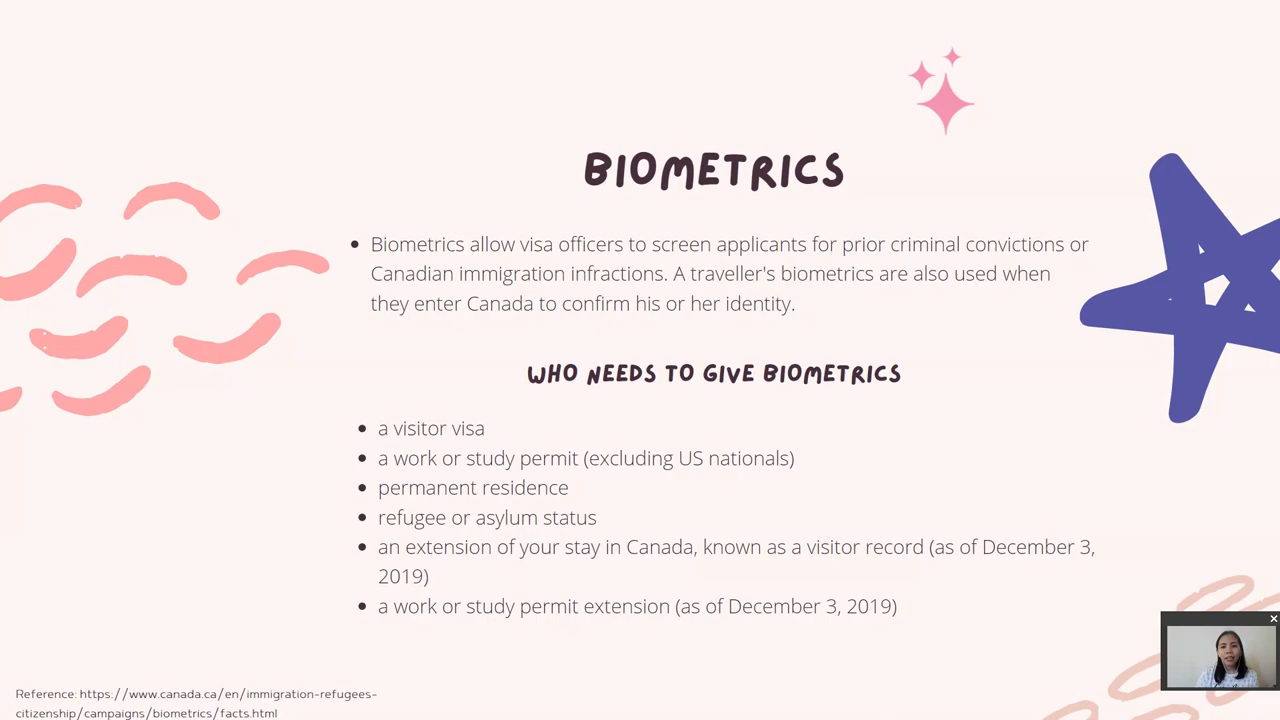 BIOMETRICS
• Biometrics allow visa officers to screen applicants for prior criminal convictions or
Canadian immigration infractions. A traveller's biometrics are also used when
they enter Canada to confirm his or her identity.
WHO NEEDS TO GIVE BIOMETRICS
• a visitor visa
• a work or study permit (excluding US nationals)
• permanent residence
• refugee or asylum status
• an extension of your stay in Canada, known as a visitor record (as of December 3,
2019)
• a work or study permit extension (as of December 3, 2019)
Reference: https://www.canada.ca/en/immigration-refugees-
citizenship/campaigns/biometrics/facts.html